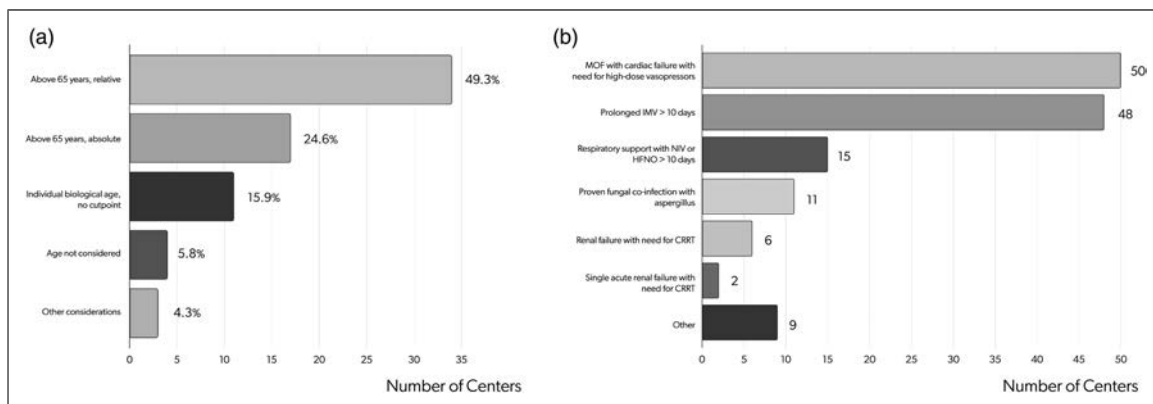 (a)
Above 65 years, relative
49.3%
Above 65 years, absolute
24.6%
Individual biological age,
no cutpoint
15.9%
Age not considered
5.8%
Other considerations
4.3%
0 5 10 15 20 25 30 35
Number of Centers
(b)
MOF with cardiac failure with
need for high-dose vasopressors
50
Prolonged IMV > 10 days
48
Respiratory support with NIV or
HFNO > 10 days
15
Proven fungal co-infection with
aspergillus
11
Renal failure with need for CRRT
6
Single acute renal failure with
need for CRRT
2
Other
9
0 5 10 15 20 25 30 35 40 45 50
Number of Centers